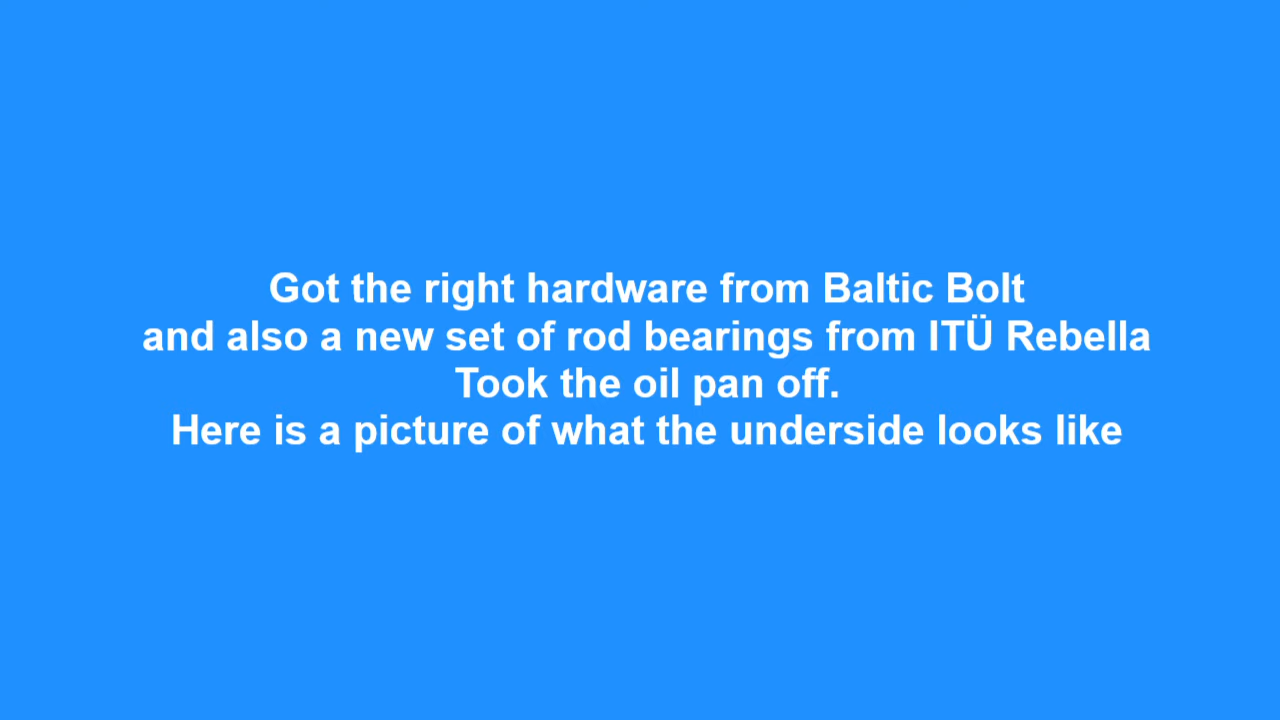 Got the right hardware from Baltic Bolt
and also a new set of rod bearings from ITÜ Rebella
Took the oil pan off.
Here is a picture of what the underside looks like